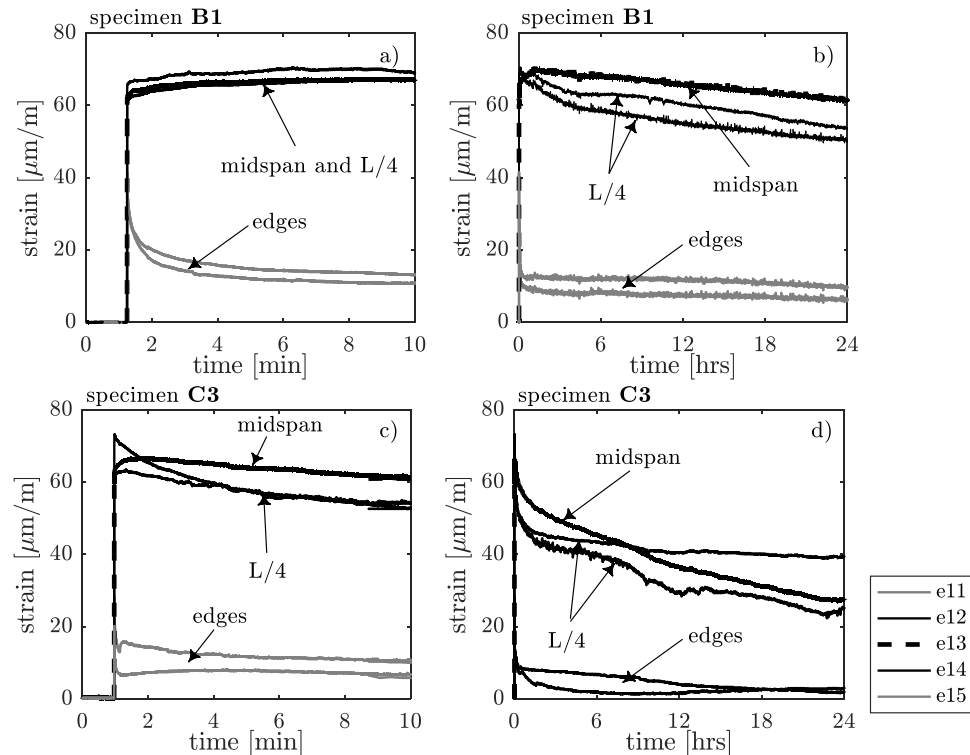 specimen B1
a)
80
60
40
20
0
strain [μm/m]
midspan and L/4
edges
0 2 4 6 8 10
time [min]
specimen B1
b)
80
60
40
20
0
strain [μm/m]
L/4
midspan
edges
0 6 12 18 24
time [hrs]
specimen C3
c)
80
60
40
20
0
strain [μm/m]
midspan
L/4
edges
0 2 4 6 8 10
time [min]
specimen C3
d)
80
60
40
20
0
strain [μm/m]
midspan
L/4
edges
0 6 12 18 24
time [hrs]
e11
e12
e13
e14
e15